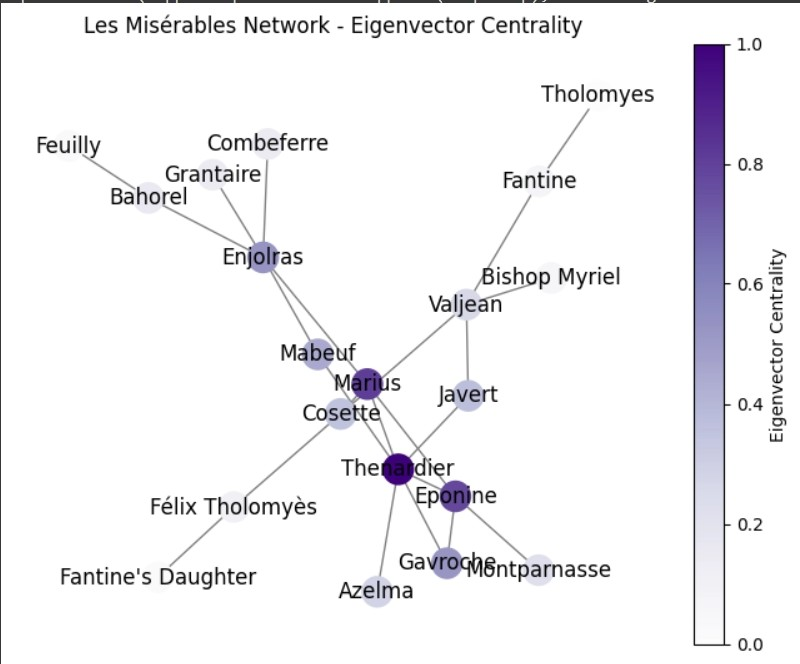 Les Misérables Network - Eigenvector Centrality
1.0
Tholomyes
Feuilly
Combeferre
Grantaire
Fantine
0.8
Bahorel
Enjolras
Bishop Myriel
Valjean
0.6
Mabeuf
Marius
Javert
Cosette
0.4
Eigenvector Centrality
Thenardier
Eponine
Félix Tholomyès
0.2
Gavroche
Montparnasse
Fantine's Daughter
Azelma
0.0